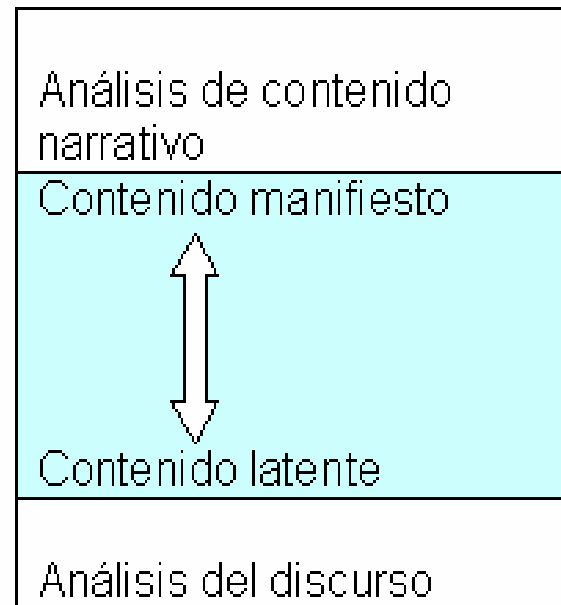 Análisis de contenido
narrativo
Contenido manifiesto
Contenido latente
Análisis del discurso